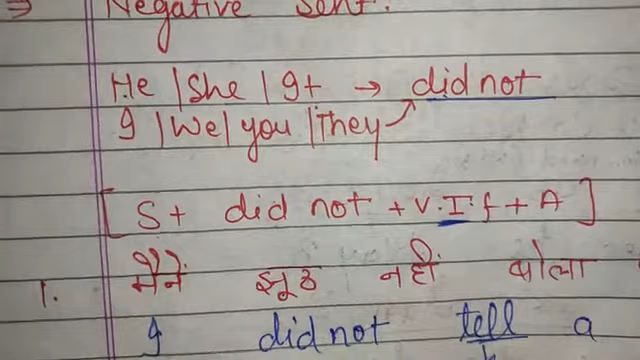 ⇒ Negative Sent.
He | She | It → did not
I | We | you | They
[ S + did not + V. I. f + A ]
1. मैंने झूठ नहीं बोला
I did not tell a